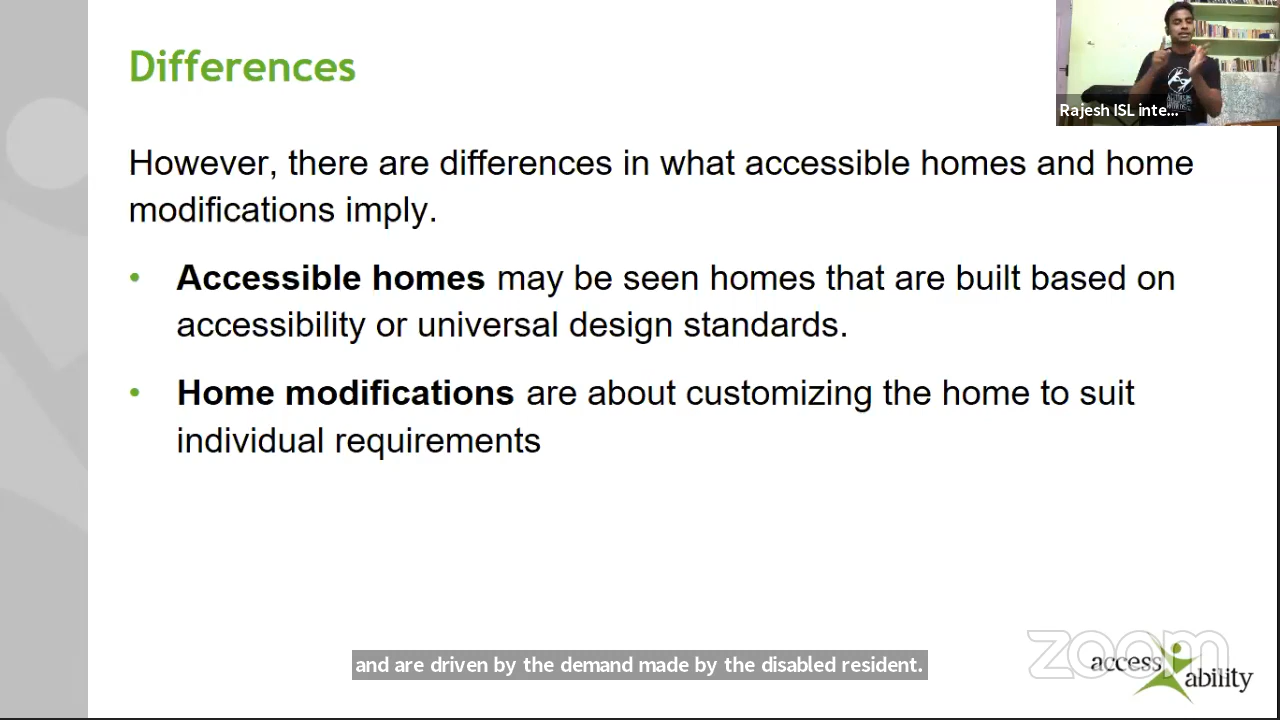 Differences
Rajesh ISL inte...
However, there are differences in what accessible homes and home
modifications imply.
• Accessible homes may be seen homes that are built based on
accessibility or universal design standards.
• Home modifications are about customizing the home to suit
individual requirements
and are driven by the demand made by the disabled resident.
zoom
access
ability